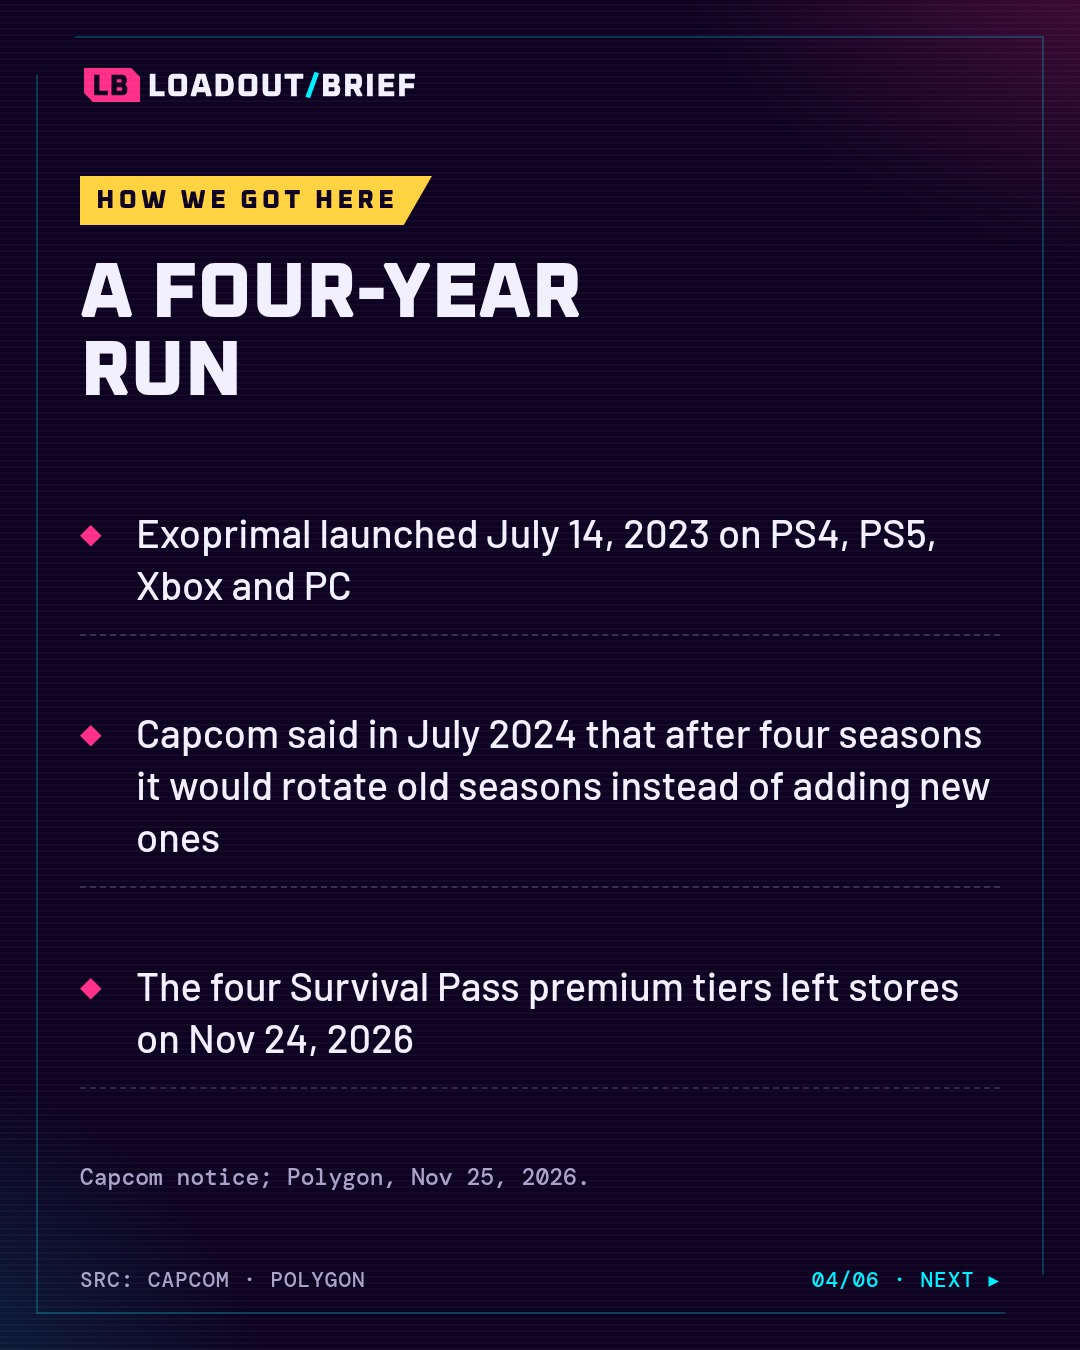 LB LOADOUT/BRIEF
HOW WE GOT HERE
A FOUR-YEAR
RUN
Exoprimal launched July 14, 2023 on PS4, PS5,
Xbox and PC
Capcom said in July 2024 that after four seasons
it would rotate old seasons instead of adding new
ones
The four Survival Pass premium tiers left stores
on Nov 24, 2026
Capcom notice; Polygon, Nov 25, 2026.
SRC: CAPCOM · POLYGON
04/06 · NEXT ▸